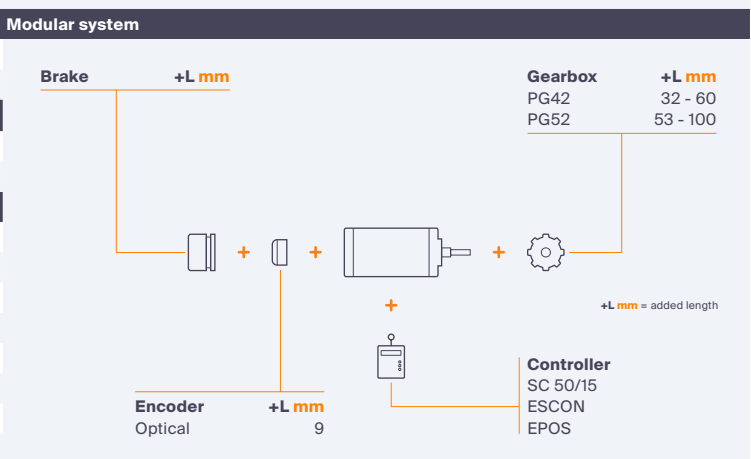 Modular system
Brake +L mm
Gearbox +L mm
PG42 32 - 60
PG52 53 - 100
+L mm = added length
Encoder +L mm
Optical 9
Controller
SC 50/15
ESCON
EPOS